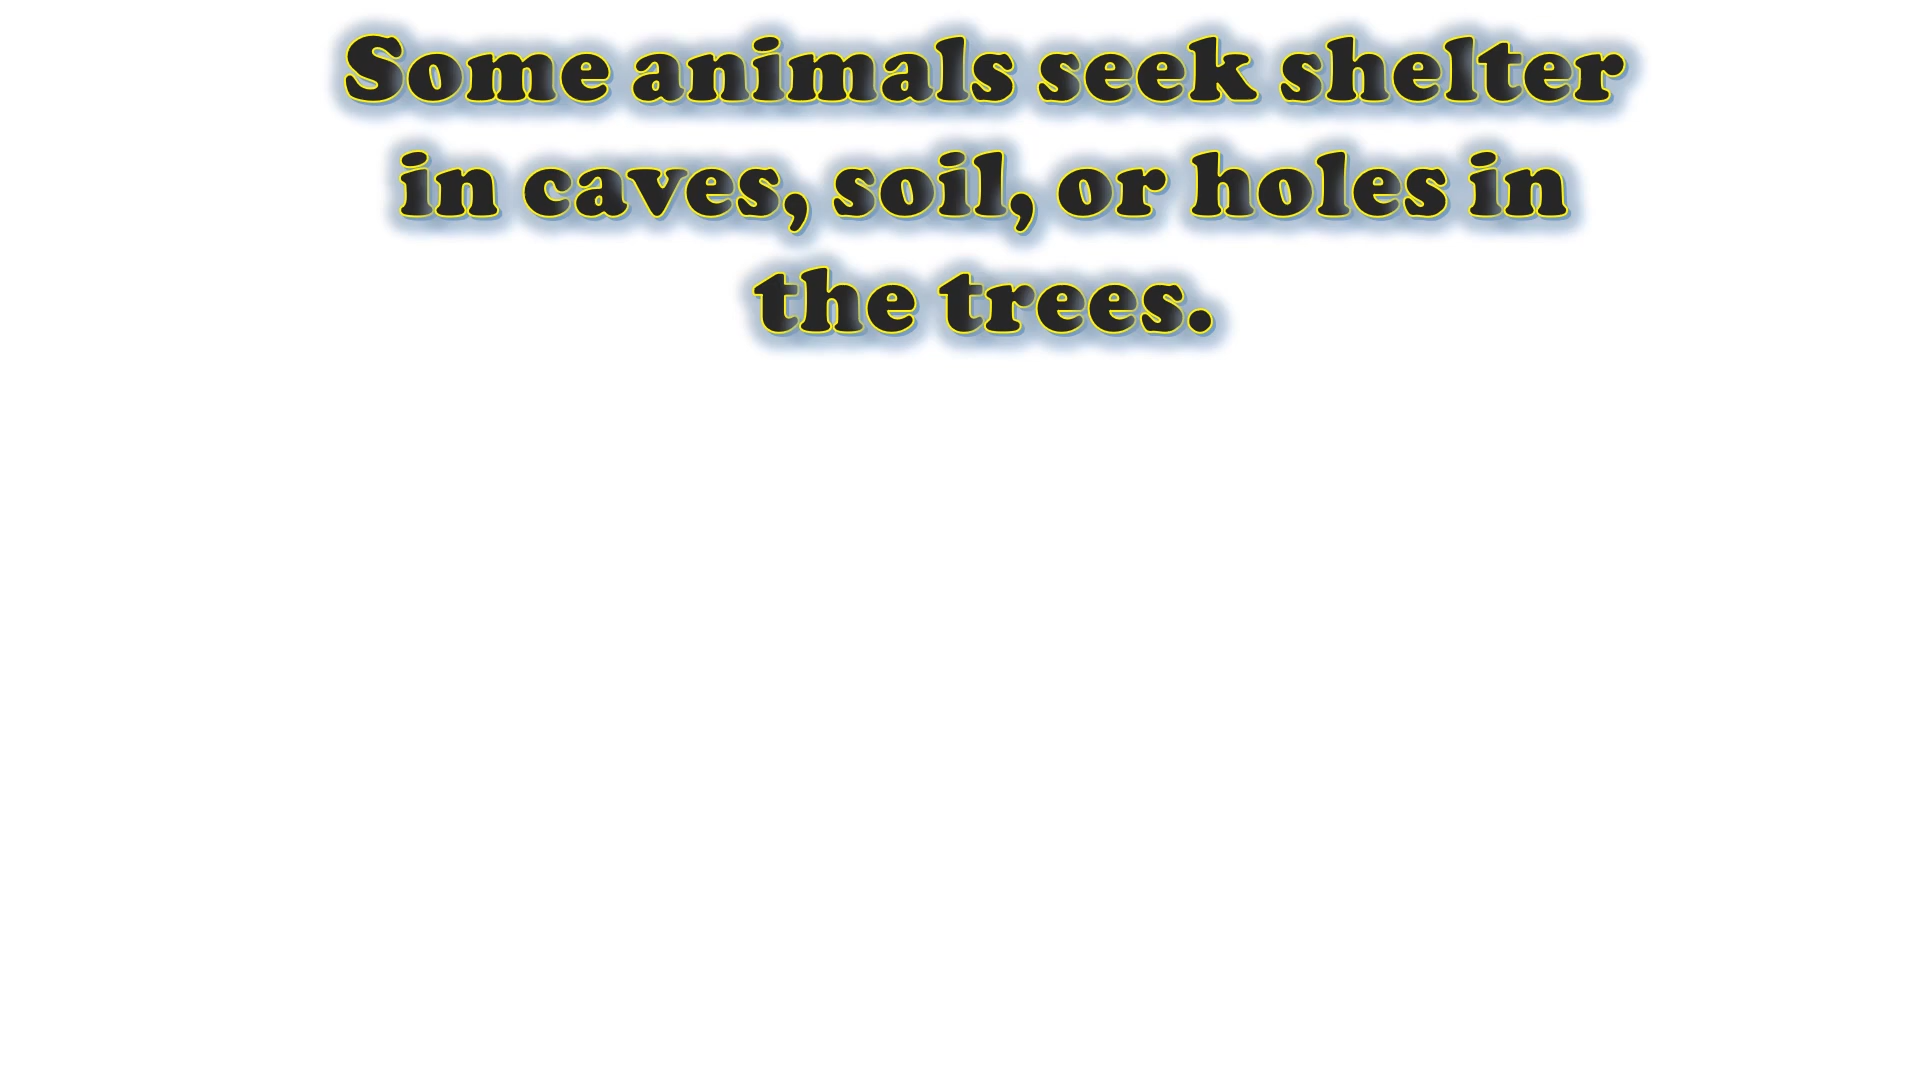 Some animals seek shelter
in caves, soil, or holes in
the trees.